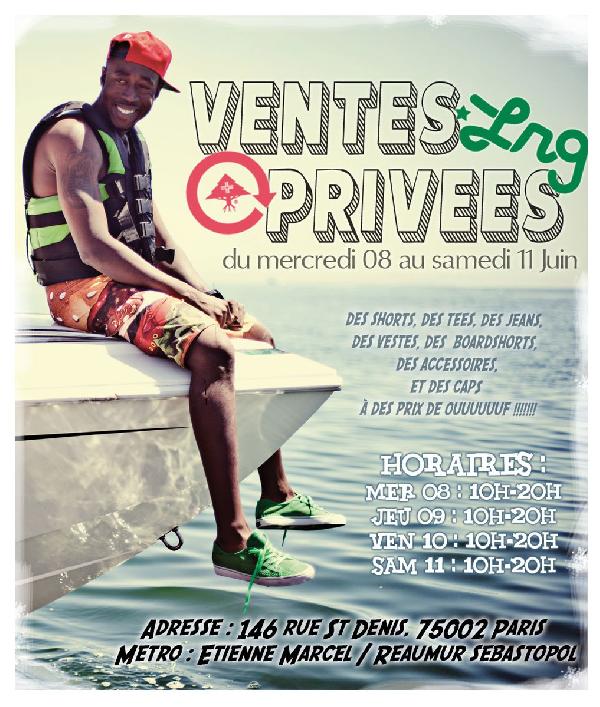 VENTES Lrg
PRIVEES
du mercredi 08 au samedi 11 Juin
DES SHORTS, DES TEES, DES JEANS,
DES VESTES, DES BOARDSHORTS,
DES ACCESSOIRES,
ET DES CAPS
À DES PRIX DE OUUUUUUF !!!!!!!
HORAIRES :
MER 08 : 10H-20H
JEU 09 : 10H-20H
VEN 10 : 10H-20H
SAM 11 : 10H-20H
ADRESSE : 146 RUE ST DENIS. 75002 PARIS
METRO : ETIENNE MARCEL / REAUMUR SEBASTOPOL